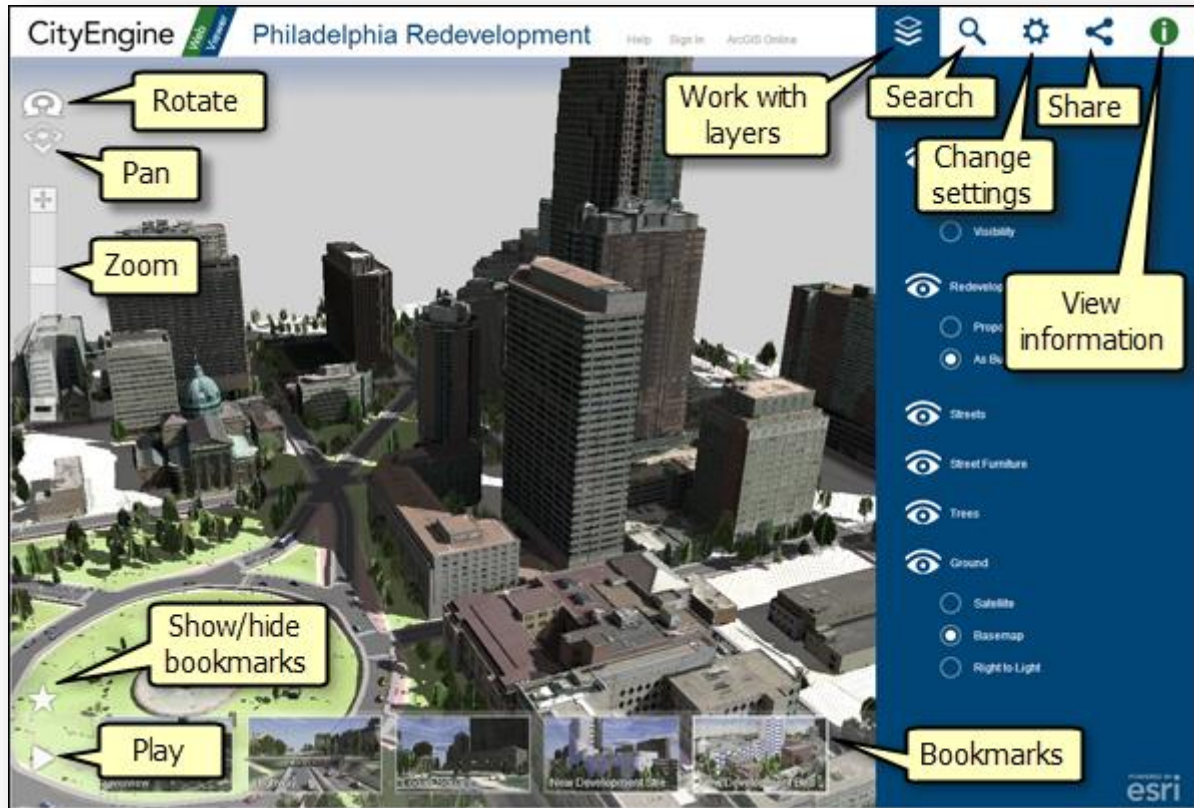 CityEngine Web Viewer Philadelphia Redevelopment Help Sign In ArcGIS Online
Rotate
Pan
Zoom
Work with
layers
Search
Change
settings
Share
View
information
Visibility
Redevelop
Propo
As Bu
Streets
Street Furniture
Trees
Ground
Satellite
Basemap
Right to Light
Show/hide
bookmarks
Play
Highway
New Development Site
Bookmarks
POWERED BY
esri